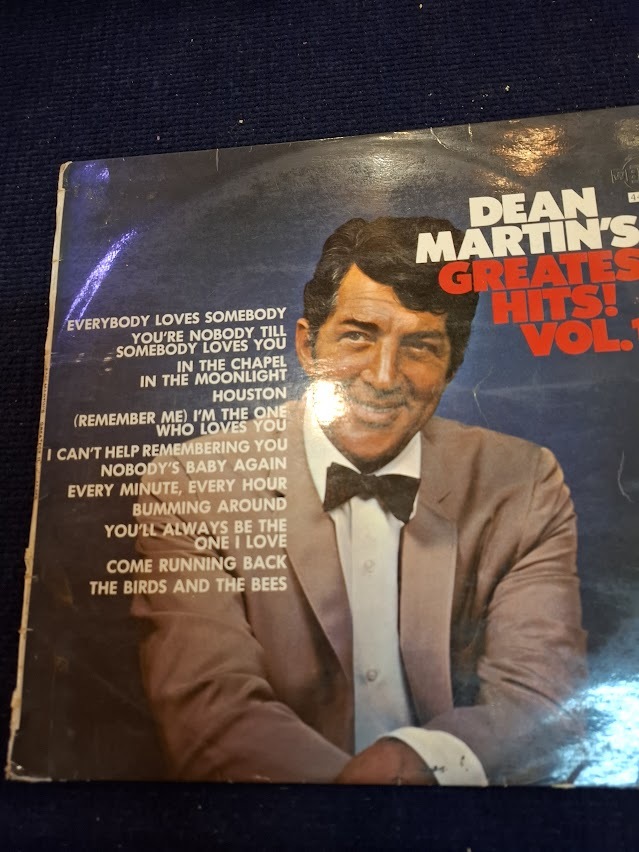 DEAN
MARTIN'S
GREATES
HITS!
VOL.1
EVERYBODY LOVES SOMEBODY
YOU'RE NOBODY TILL
SOMEBODY LOVES YOU
IN THE CHAPEL
IN THE MOONLIGHT
HOUSTON
(REMEMBER ME) I'M THE ONE
WHO LOVES YOU
I CAN'T HELP REMEMBERING YOU
NOBODY'S BABY AGAIN
EVERY MINUTE, EVERY HOUR
BUMMING AROUND
YOU'LL ALWAYS BE THE
ONE I LOVE
COME RUNNING BACK
THE BIRDS AND THE BEES